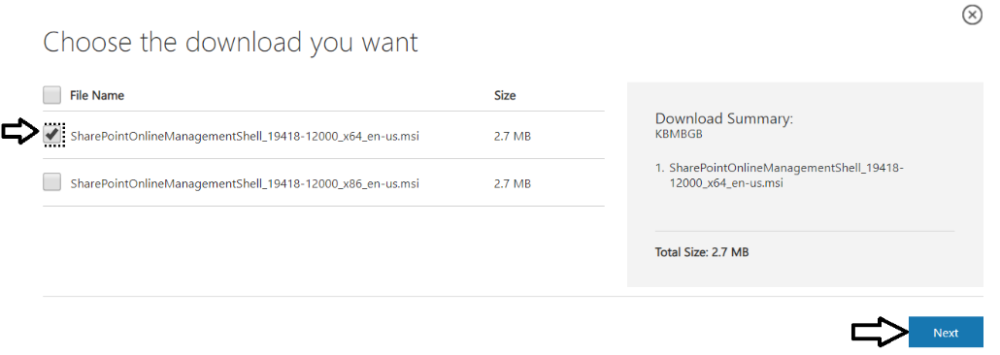 Choose the download you want
File Name Size
SharePointOnlineManagementShell_19418-12000_x64_en-us.msi 2.7 MB
SharePointOnlineManagementShell_19418-12000_x86_en-us.msi 2.7 MB
Download Summary:
KBMBGB
1. SharePointOnlineManagementShell_19418-
12000_x64_en-us.msi
Total Size: 2.7 MB
Next